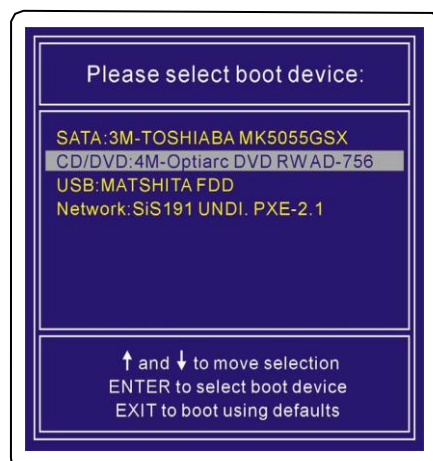 Please select boot device:
SATA:3M-TOSHIABA MK5055GSX
CD/DVD:4M-Optiarc DVD RW AD-756
USB:MATSHITA FDD
Network:SiS191 UNDI. PXE-2.1
↑ and ↓ to move selection
ENTER to select boot device
EXIT to boot using defaults